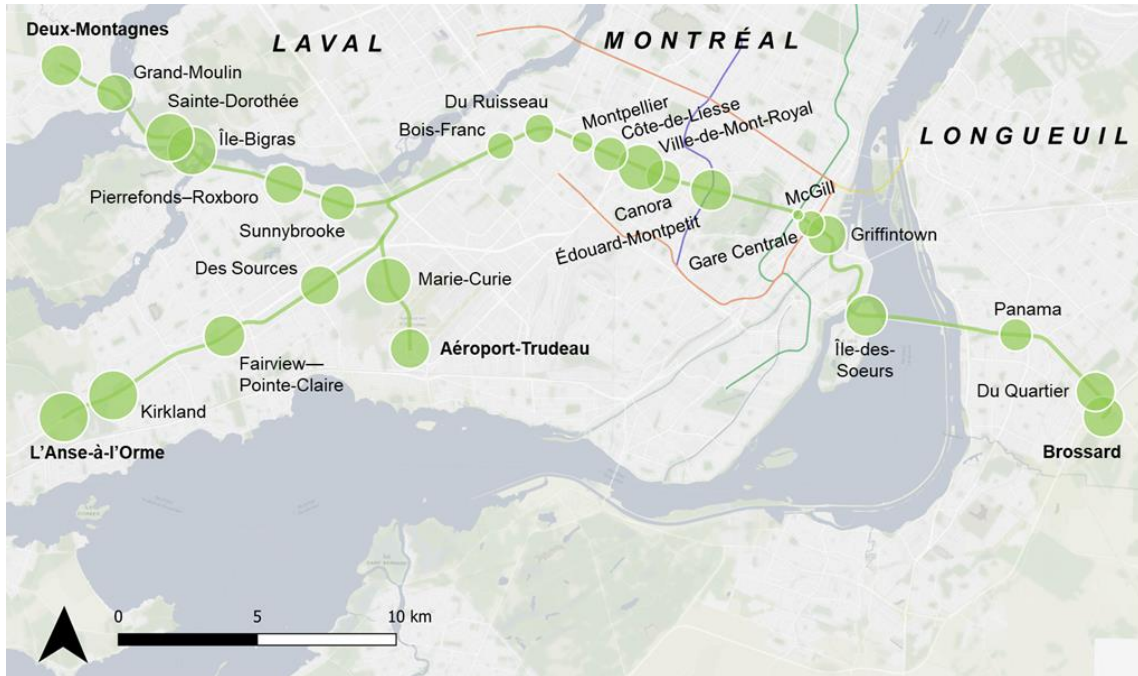 Deux-Montagnes
LAVAL
MONTRÉAL
Grand-Moulin
Sainte-Dorothée
Île-Bigras
Du Ruisseau
Bois-Franc
Montpellier
Côte-de-Liesse
Ville-de-Mont-Royal
LONGUEUIL
Pierrefonds–Roxboro
Sunnybrooke
Canora
Édouard-Montpetit
McGill
Gare Centrale
Griffintown
Des Sources
Marie-Curie
Aéroport-Trudeau
Fairview—
Pointe-Claire
Kirkland
L'Anse-à-l'Orme
Île-des-
Soeurs
Panama
Du Quartier
Brossard
0 5 10 km